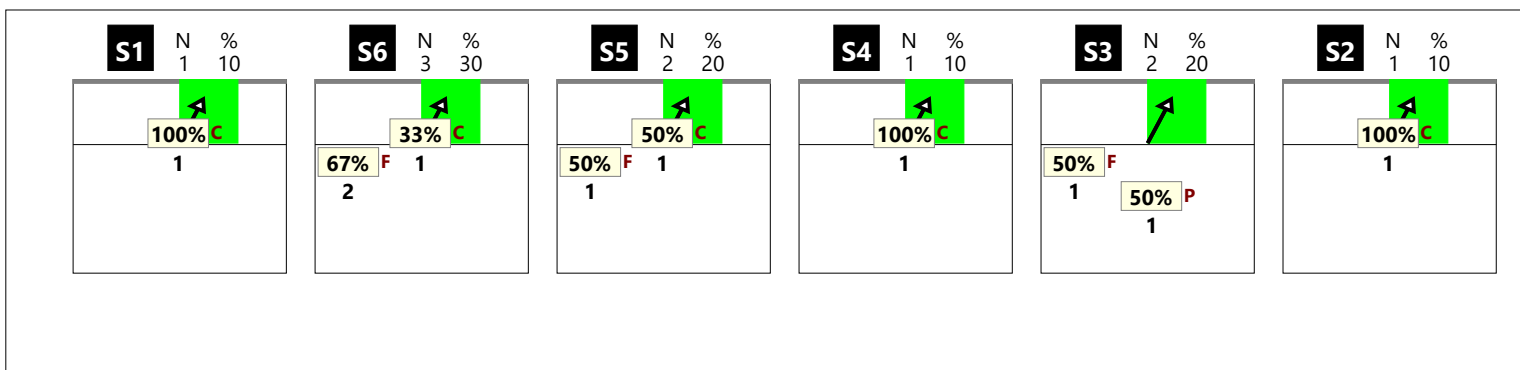 S1 N % 1 10
100% C
1
S6 N % 3 30
33% C
67% F
1
2
S5 N % 2 20
50% C
50% F
1
1
S4 N % 1 10
100% C
1
S3 N % 2 20
50% F
1
50% P
1
S2 N % 1 10
100% C
1